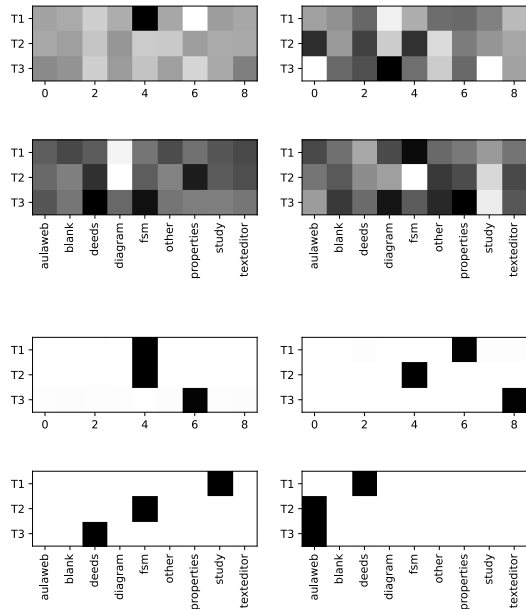 T1
T2
T3
0 2 4 6 8
T1
T2
T3
0 2 4 6 8
T1
T2
T3
aulaweb blank deeds diagram fsm other properties study texteditor
T1
T2
T3
aulaweb blank deeds diagram fsm other properties study texteditor
T1
T2
T3
0 2 4 6 8
T1
T2
T3
0 2 4 6 8
T1
T2
T3
aulaweb blank deeds diagram fsm other properties study texteditor
T1
T2
T3
aulaweb blank deeds diagram fsm other properties study texteditor